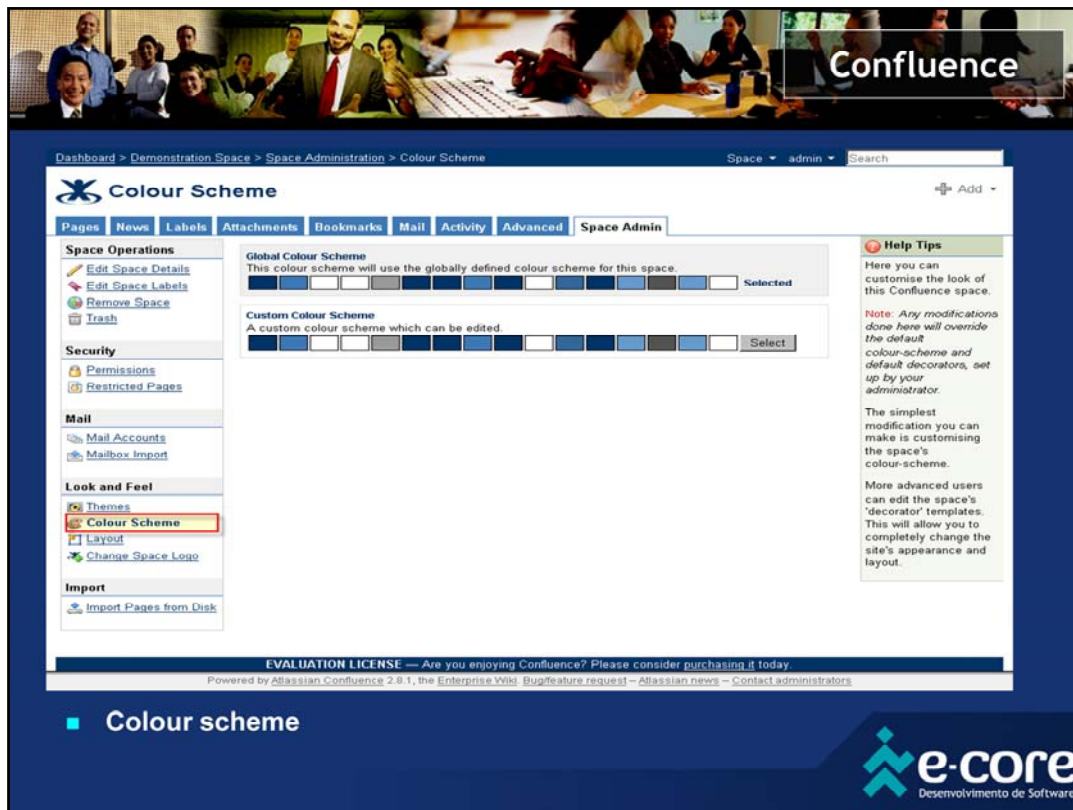 Confluence
Dashboard > Demonstration Space > Space Administration > Colour Scheme
Space
admin
Search
Colour Scheme
Add
Pages
News
Labels
Attachments
Bookmarks
Mail
Activity
Advanced
Space Admin
Space Operations
Edit Space Details
Edit Space Labels
Remove Space
Trash
Security
Permissions
Restricted Pages
Mail
Mail Accounts
Mailbox Import
Look and Feel
Themes
Colour Scheme
Layout
Change Space Logo
Import
Import Pages from Disk
Global Colour Scheme
This colour scheme will use the globally defined colour scheme for this space.
Selected
Custom Colour Scheme
A custom colour scheme which can be edited.
Select
Help Tips
Here you can
customise the look of
this Confluence space.
Note: Any modifications
done here will override
the default
colour-scheme and
default decorators, set
up by your
administrator.
The simplest
modification you can
make is customising
the space's
colour-scheme.
More advanced users
can edit the space's
'decorator' templates.
This will allow you to
completely change the
site's appearance and
layout.
EVALUATION LICENSE — Are you enjoying Confluence? Please consider purchasing it today.
Powered by Atlassian Confluence 2.8.1, the Enterprise Wiki. Bug/feature request – Atlassian news – Contact administrators
Colour scheme
e-core
Desenvolvimento de Software